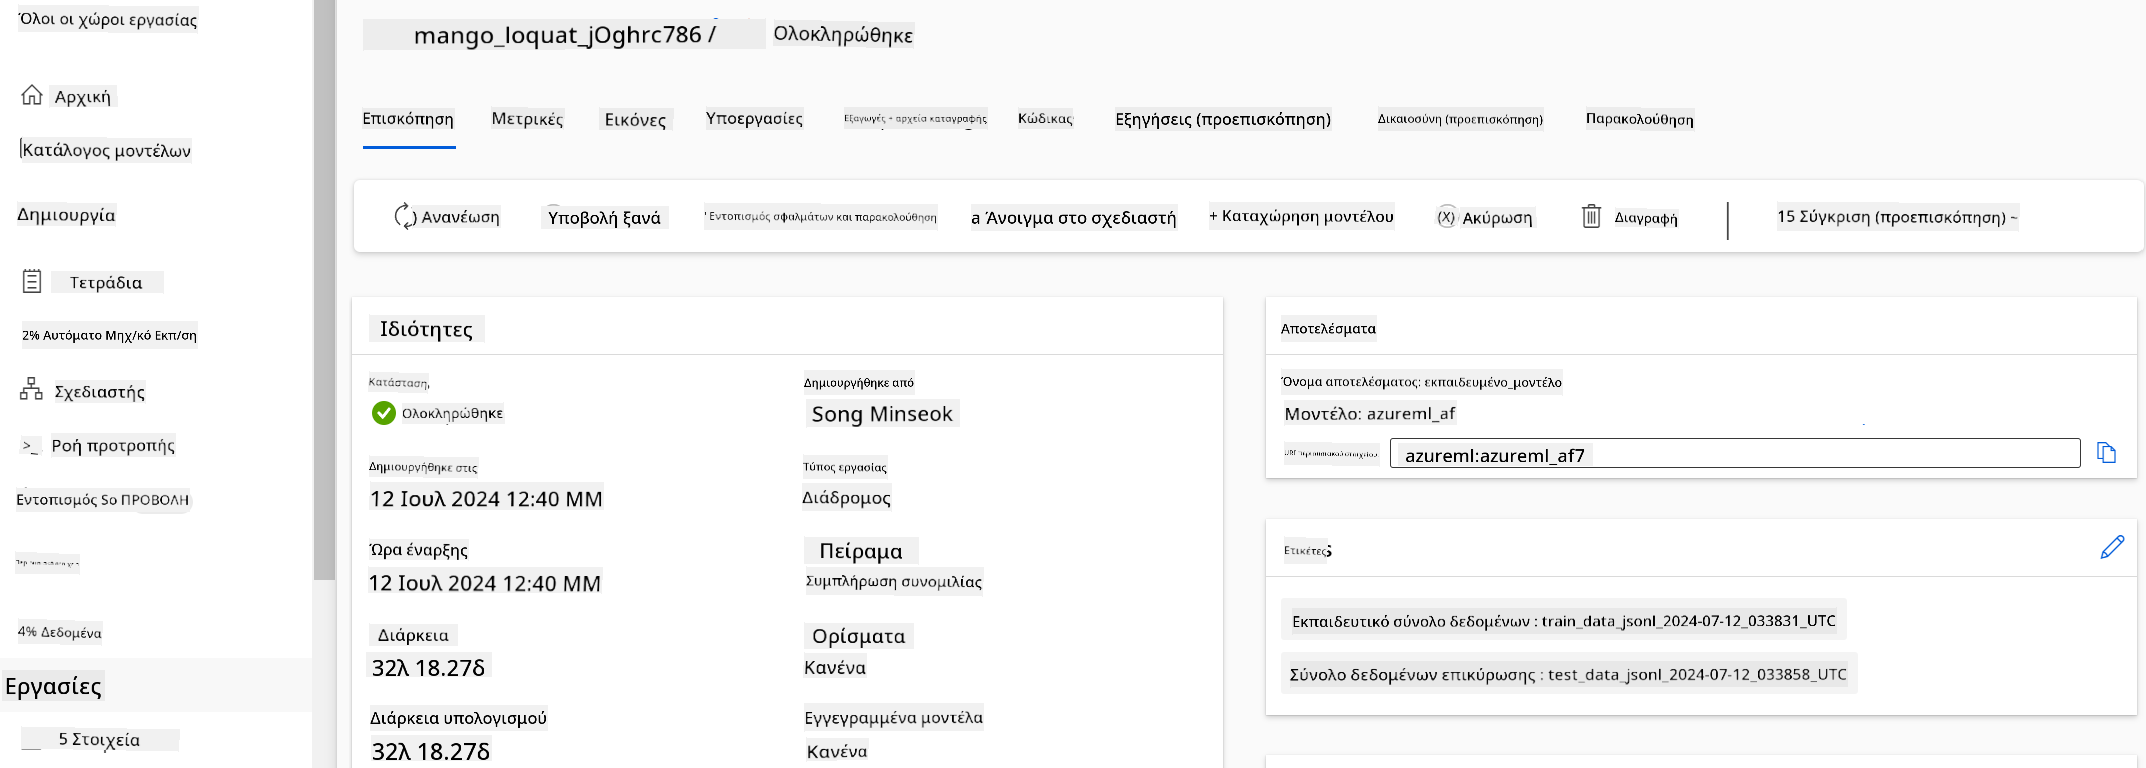 Όλοι οι χώροι εργασίας
Αρχική
Κατάλογος μοντέλων
Δημιουργία
Τετράδια
2% Αυτόματο Μηχ/κό Εκπ/ση
Σχεδιαστής
>_ Ροή προτροπής
Εντοπισμός So ΠΡΟΒΟΛΗ
4% Δεδομένα
Εργασίες
5 Στοιχεία
mango_loquat_jOghrc786 / Ολοκληρώθηκε
Επισκόπηση Μετρικές Εικόνες Υποεργασίες Εξαγωγές + αρχεία καταγραφής Κώδικας Εξηγήσεις (προεπισκόπηση) Δικαιοσύνη (προεπισκόπηση) Παρακολούθηση
Ανανέωση Υποβολή ξανά Εντοπισμός σφαλμάτων και παρακολούθηση a Άνοιγμα στο σχεδιαστή + Καταχώρηση μοντέλου (X) Ακύρωση Διαγραφή 15 Σύγκριση (προεπισκόπηση) ~
Ιδιότητες
Κατάσταση,
Ολοκληρώθηκε
Δημιουργήθηκε από
Song Minseok
Δημιουργήθηκε στις
12 Ιουλ 2024 12:40 ΜΜ
Τύπος εργασίας
Διάδρομος
Ώρα έναρξης
12 Ιουλ 2024 12:40 ΜΜ
Πείραμα
Συμπλήρωση συνομιλίας
Διάρκεια
32λ 18.27δ
Ορίσματα
Κανένα
Διάρκεια υπολογισμού
32λ 18.27δ
Εγγεγραμμένα μοντέλα
Κανένα
Αποτελέσματα
Όνομα αποτελέσματος: εκπαιδευμένο_μοντέλο
Μοντέλο: azureml_af
azureml:azureml_af7
Ετικέτες
Εκπαιδευτικό σύνολο δεδομένων : train_data_jsonl_2024-07-12_033831_UTC
Σύνολο δεδομένων επικύρωσης : test_data_jsonl_2024-07-12_033858_UTC